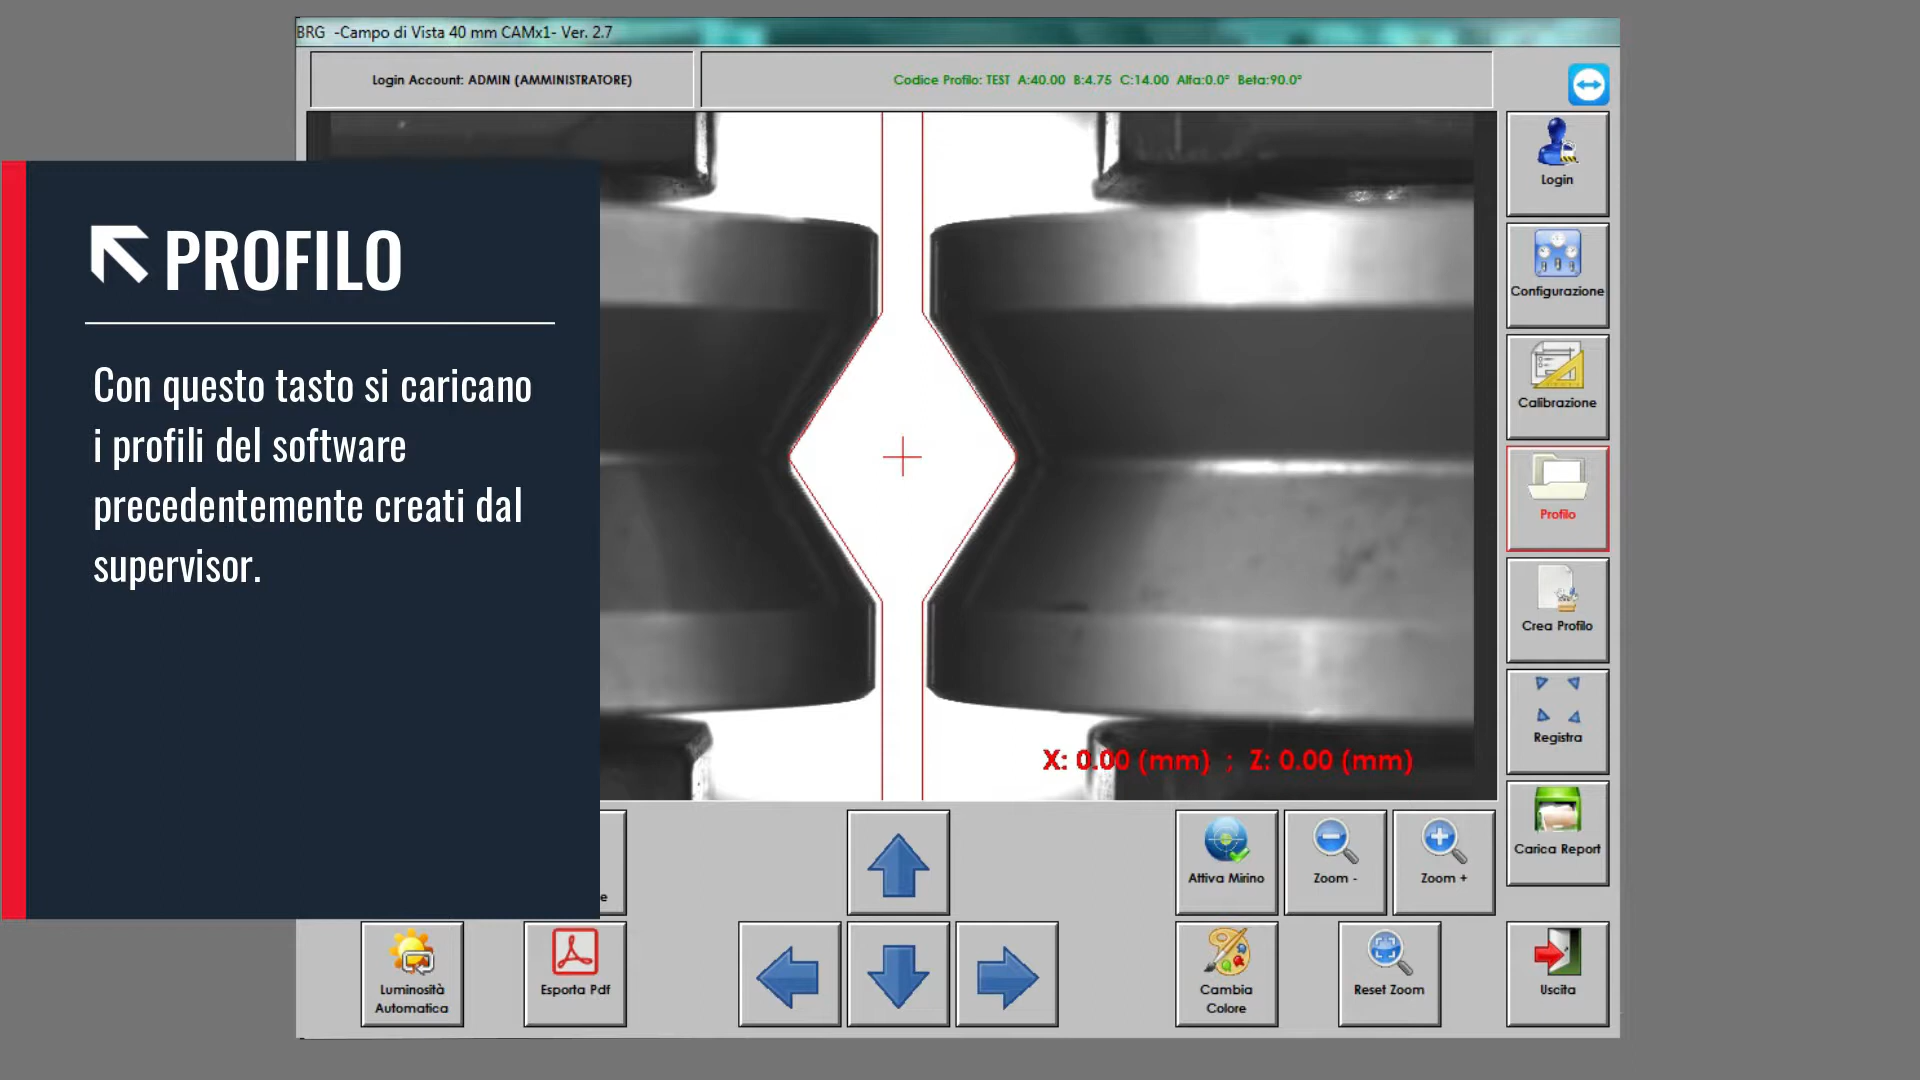 BRG -Campo di Vista 40 mm CAMx1- Ver. 2.7
Login Account: ADMIN (AMMINISTRATORE)
Codice Profilo: TEST A:40.00 B:4.75 C:14.00 Alfa:0.0° Beta:90.0°
PROFILO
Con questo tasto si caricano
i profili del software
precedentemente creati dal
supervisor.
X: 0.00 (mm) ; Z: 0.00 (mm)
Login
Configurazione
Calibrazione
Profilo
Crea Profilo
Registra
Carica Report
e
Attiva Mirino
Zoom -
Zoom +
Luminosità
Automatica
Esporta Pdf
Cambia
Colore
Reset Zoom
Uscita